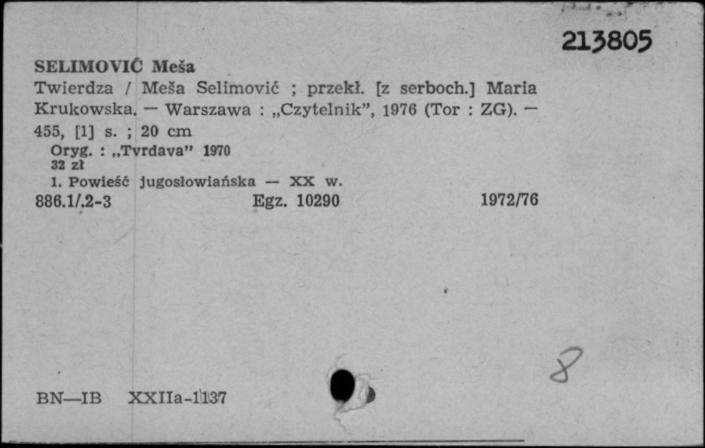 213805
SELIMOVIĆ Meša
Twierdza / Meša Selimović ; przekł. [z serboch.] Maria
Krukowska. — Warszawa : „Czytelnik”, 1976 (Tor : ZG). —
455, [1] s. ; 20 cm
Oryg. : „Tvrdava” 1970
32 zł
1. Powieść jugosłowiańska — XX w.
886.1/.2-3 Egz. 10290 1972/76
8
BN—IB XXIIa-1137